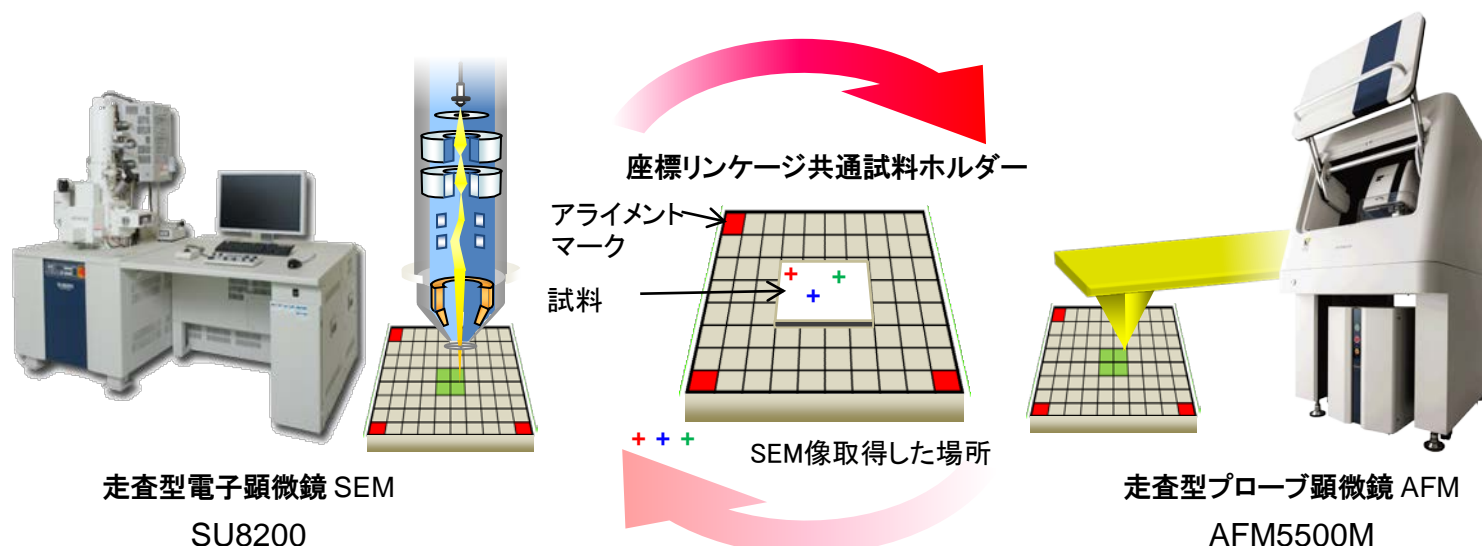 座標リンケージ共通試料ホルダー
アライメント
マーク
試料
SEM像取得した場所
走査型電子顕微鏡 SEM
SU8200
走査型プローブ顕微鏡 AFM
AFM5500M